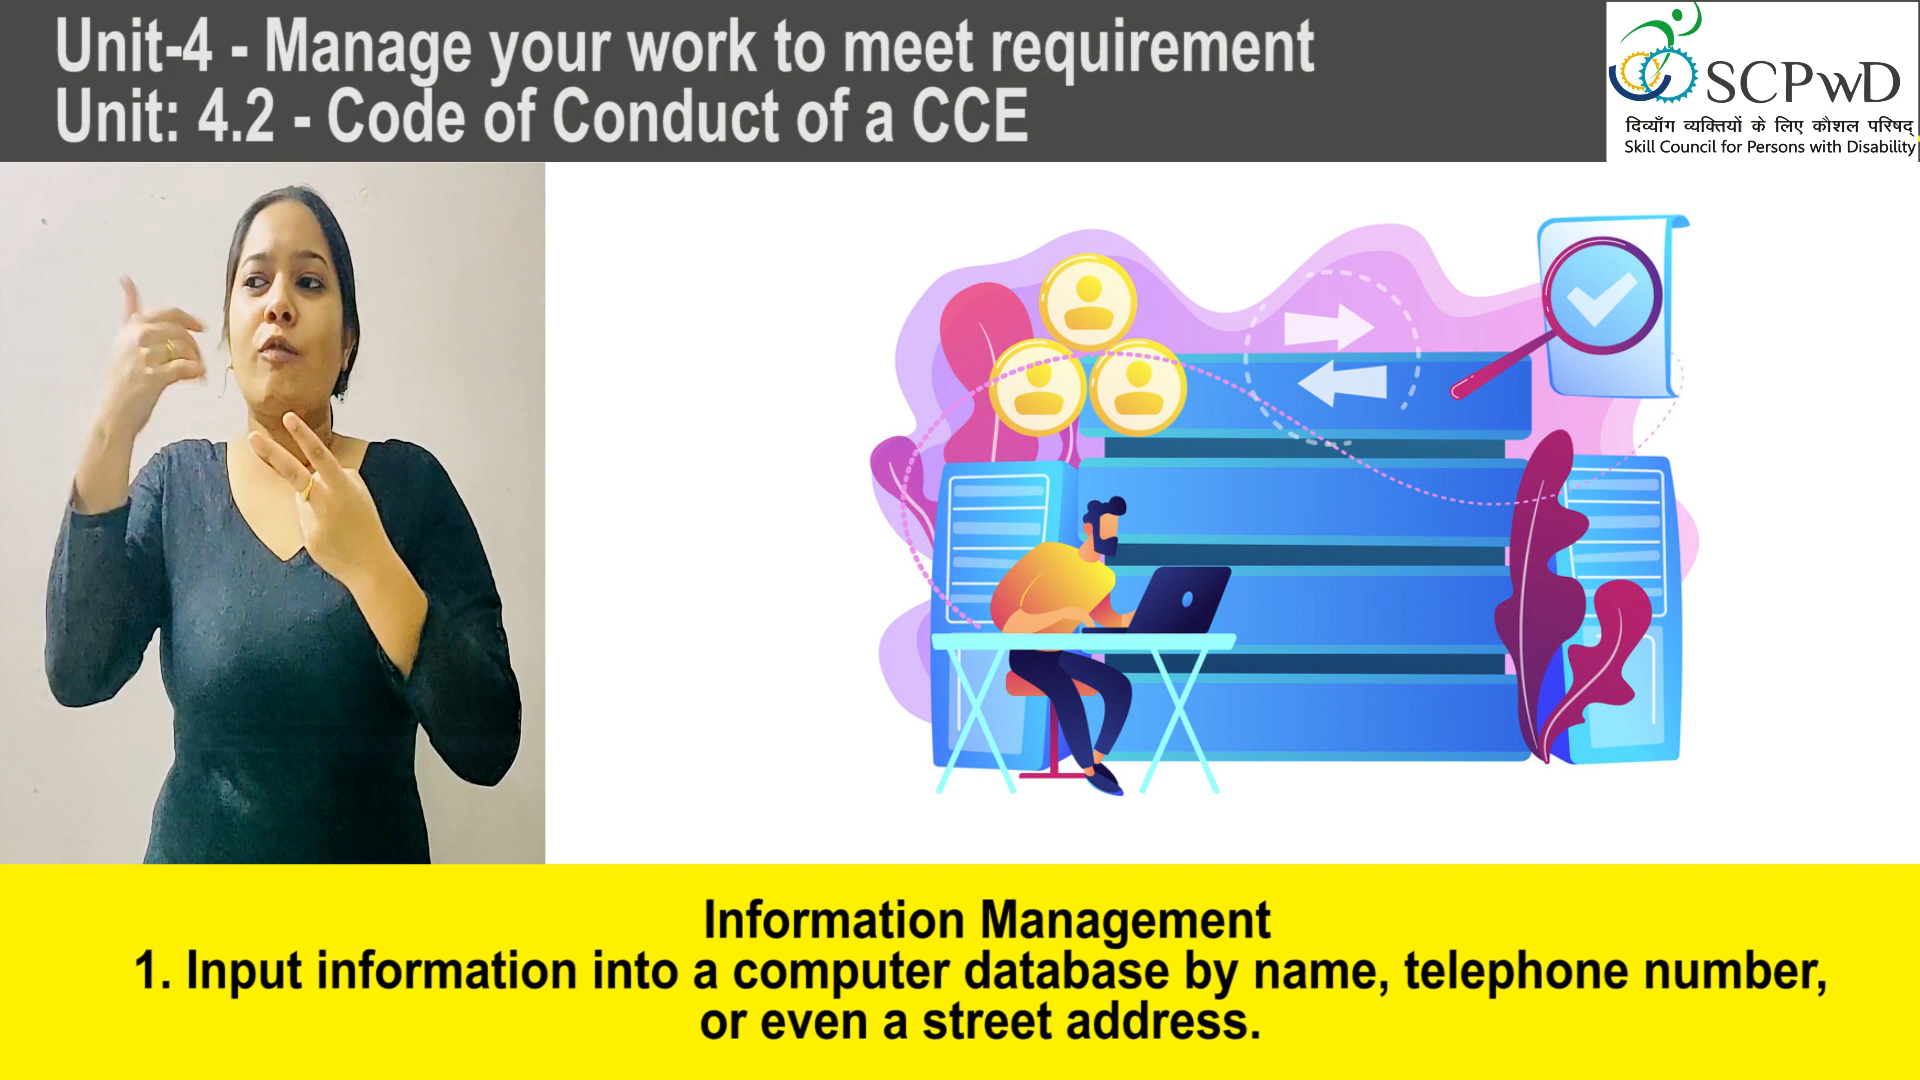 Unit-4 - Manage your work to meet requirement
Unit: 4.2 - Code of Conduct of a CCE
SCPwD
दिव्याँग व्यक्तियों के लिए कौशल परिषद्
Skill Council for Persons with Disability
Information Management
1. Input information into a computer database by name, telephone number,
or even a street address.